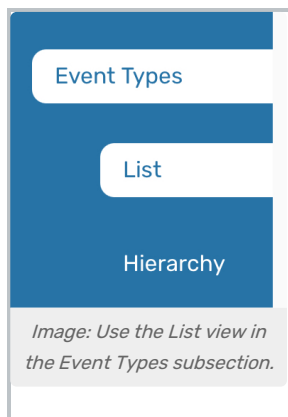 Event Types
List
Hierarchy
Image: Use the List view in
the Event Types subsection.